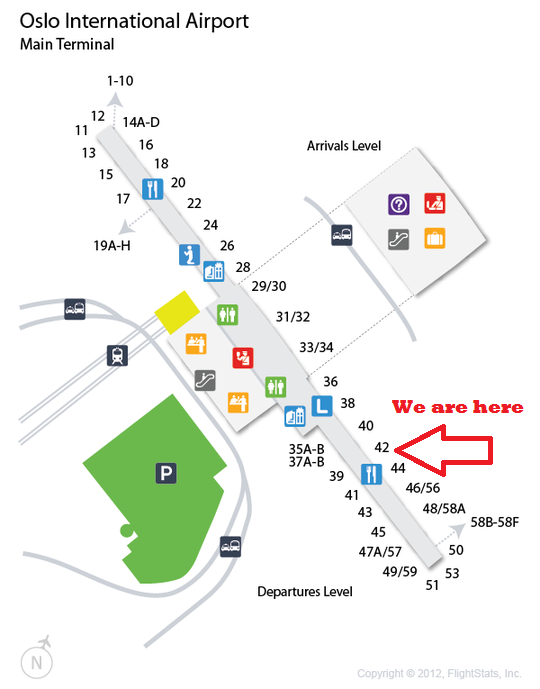 Oslo International Airport
Main Terminal
1-10
12
14A-D
11
16
13
18
15
20
17
22
19A-H
24
26
28
29/30
31/32
33/34
Arrivals Level
?
36
L
38
We are here
40
42
35A-B
37A-B
44
39
46/56
41
48/58A
43
58B-58F
45
47A/57
50
49/59
53
51
P
Departures Level
N
Copyright © 2012, FlightStats, Inc.